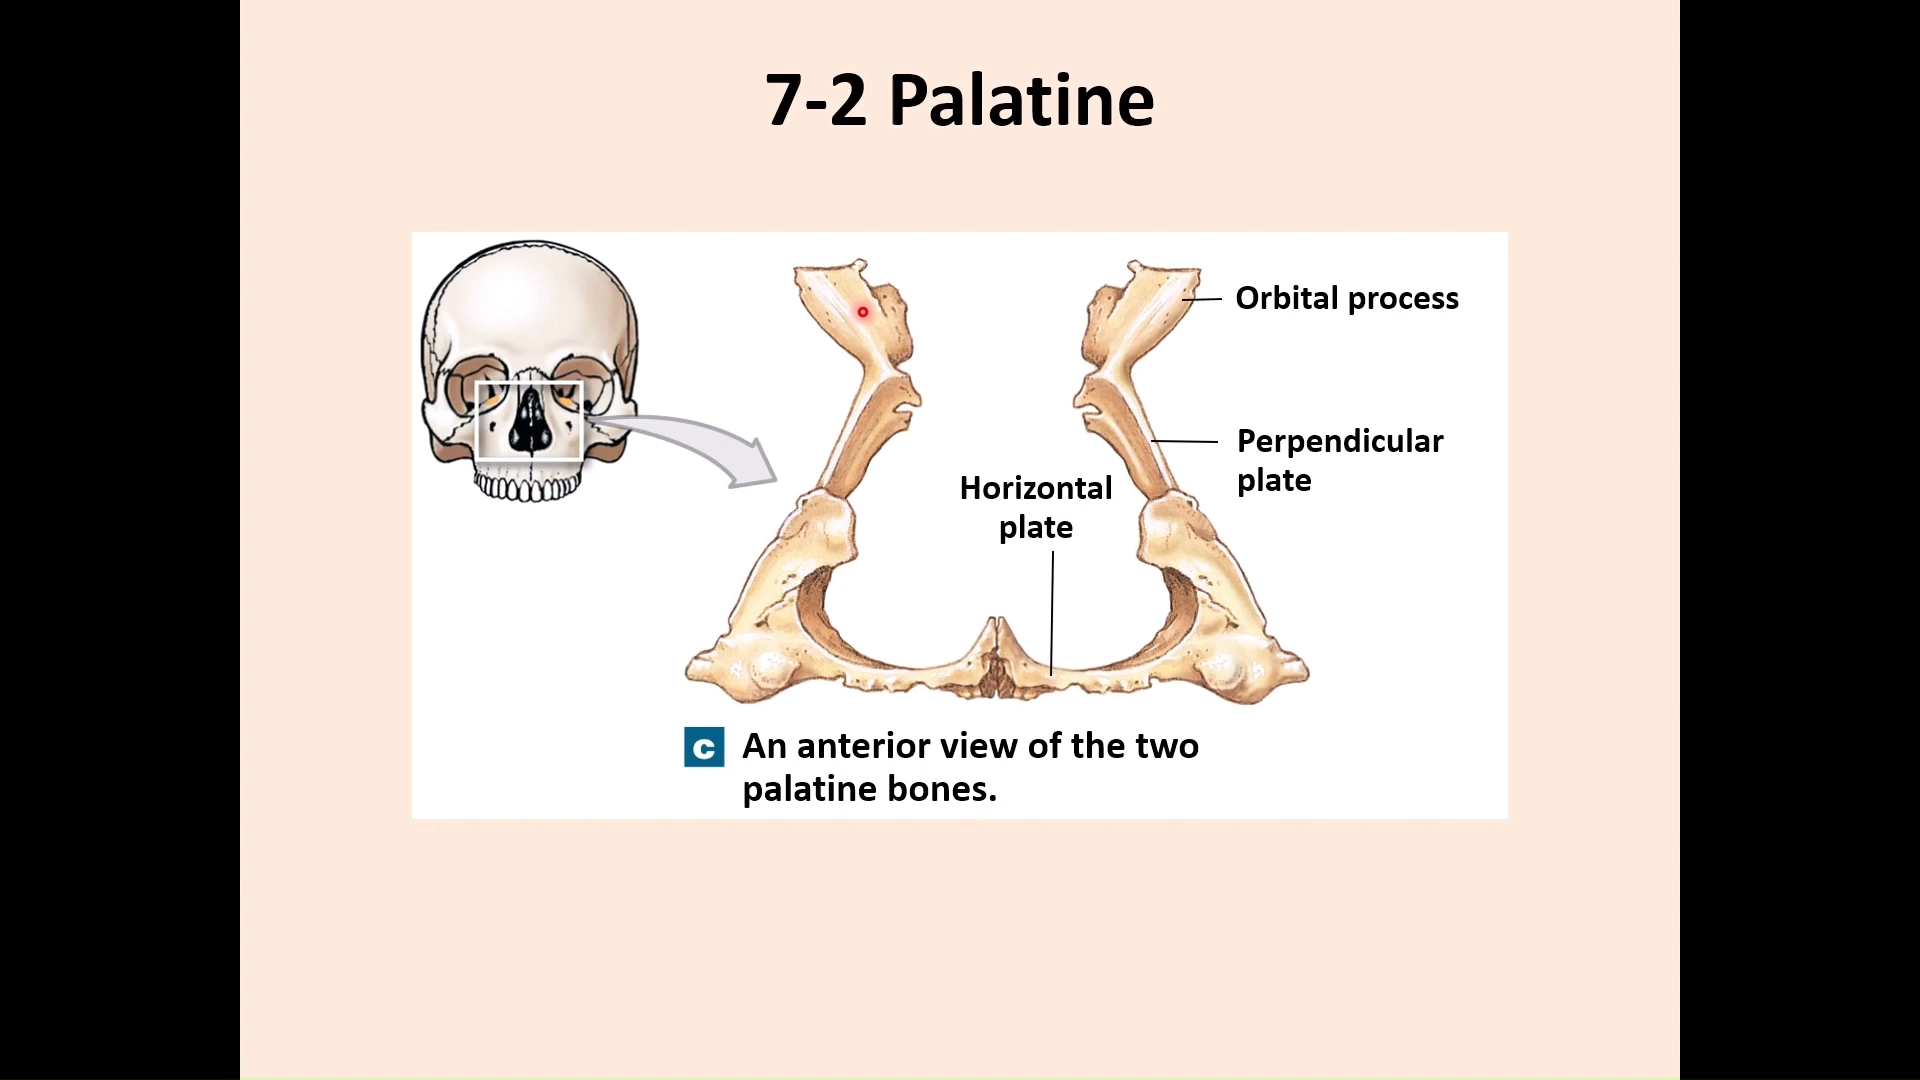 7-2 Palatine
Orbital process
Perpendicular
plate
Horizontal
plate
c An anterior view of the two
palatine bones.